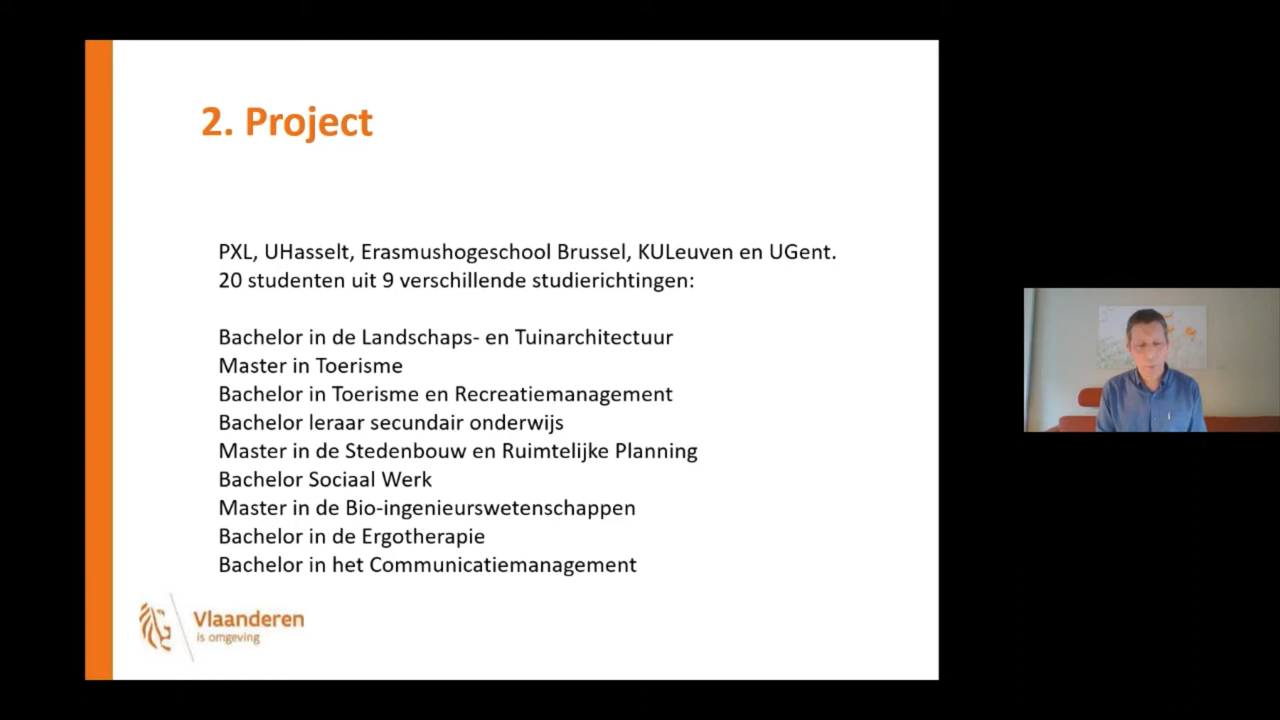 2. Project
PXL, UHasselt, Erasmushogeschool Brussel, KULeuven en UGent.
20 studenten uit 9 verschillende studierichtingen:
Bachelor in de Landschaps- en Tuinarchitectuur
Master in Toerisme
Bachelor in Toerisme en Recreatiemanagement
Bachelor leraar secundair onderwijs
Master in de Stedenbouw en Ruimtelijke Planning
Bachelor Sociaal Werk
Master in de Bio-ingenieurswetenschappen
Bachelor in de Ergotherapie
Bachelor in het Communicatiemanagement
Vlaanderen
is omgeving